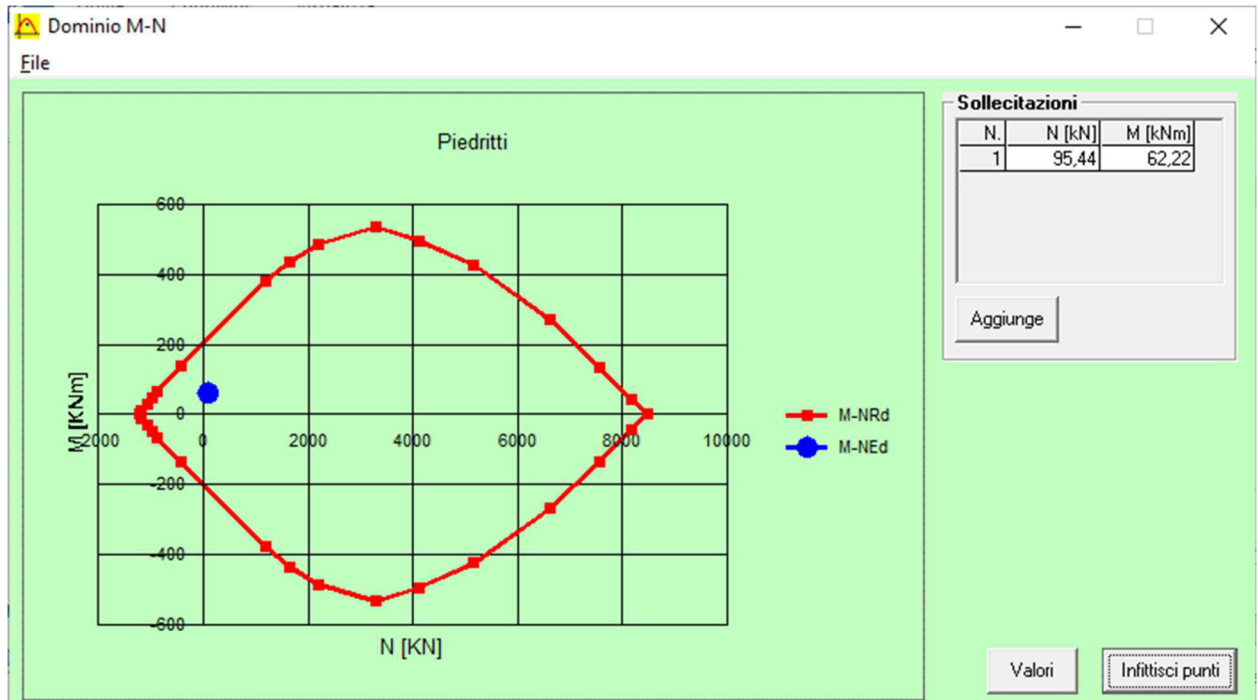 Dominio M-N
File
Piedritti
600
400
200
0
-200
-400
-600
M [KNm]
-2000 0 2000 4000 6000 8000 10000
N [KN]
M-NRd
M-NEd
Sollecitazioni
N. N [kN] M [kNm]
1 95,44 62,22
Aggiunge
Valori
Infittisci punti